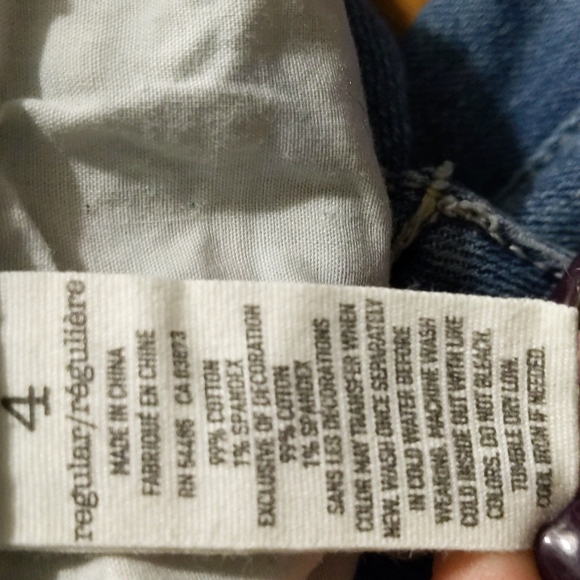 4
regular/régulière
MADE IN CHINA
FABRIQUÉ EN CHINE
RN 54485 CA 03873
99% COTTON
1% SPANDEX
EXCLUSIVE OF DECORATION
99% COTON
1% SPANDEX
SANS LES DECORATIONS
COLOR MAY TRANSFER WHEN
NEW. WASH ONCE SEPARATELY
IN COLD WATER BEFORE
WEARING. MACHINE WASH
COLD INSIDE OUT WITH LIKE
COLORS. DO NOT BLEACH.
TUMBLE DRY LOW.
COOL IRON IF NEEDED.